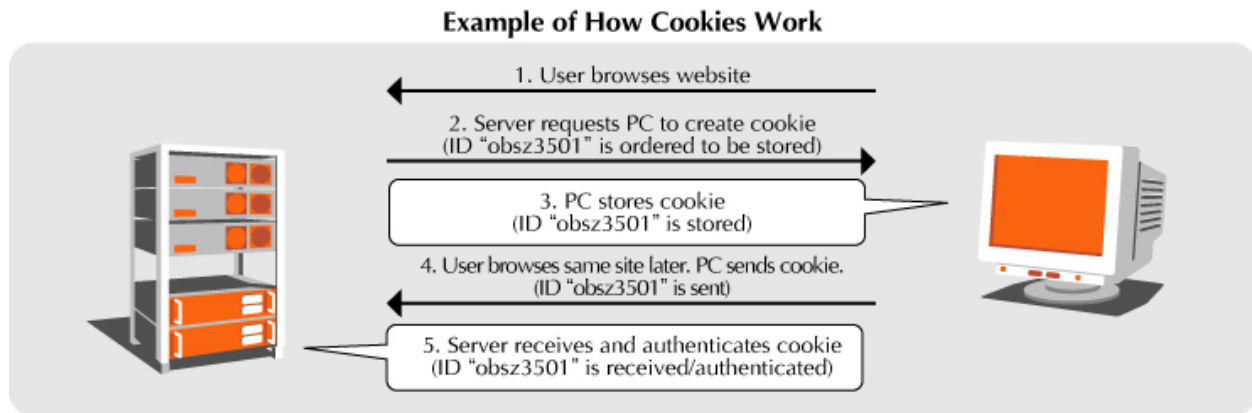 Example of How Cookies Work
1. User browses website
2. Server requests PC to create cookie
(ID “obsz3501” is ordered to be stored)
3. PC stores cookie
(ID “obsz3501” is stored)
4. User browses same site later. PC sends cookie.
(ID “obsz3501” is sent)
5. Server receives and authenticates cookie
(ID “obsz3501” is received/authenticated)